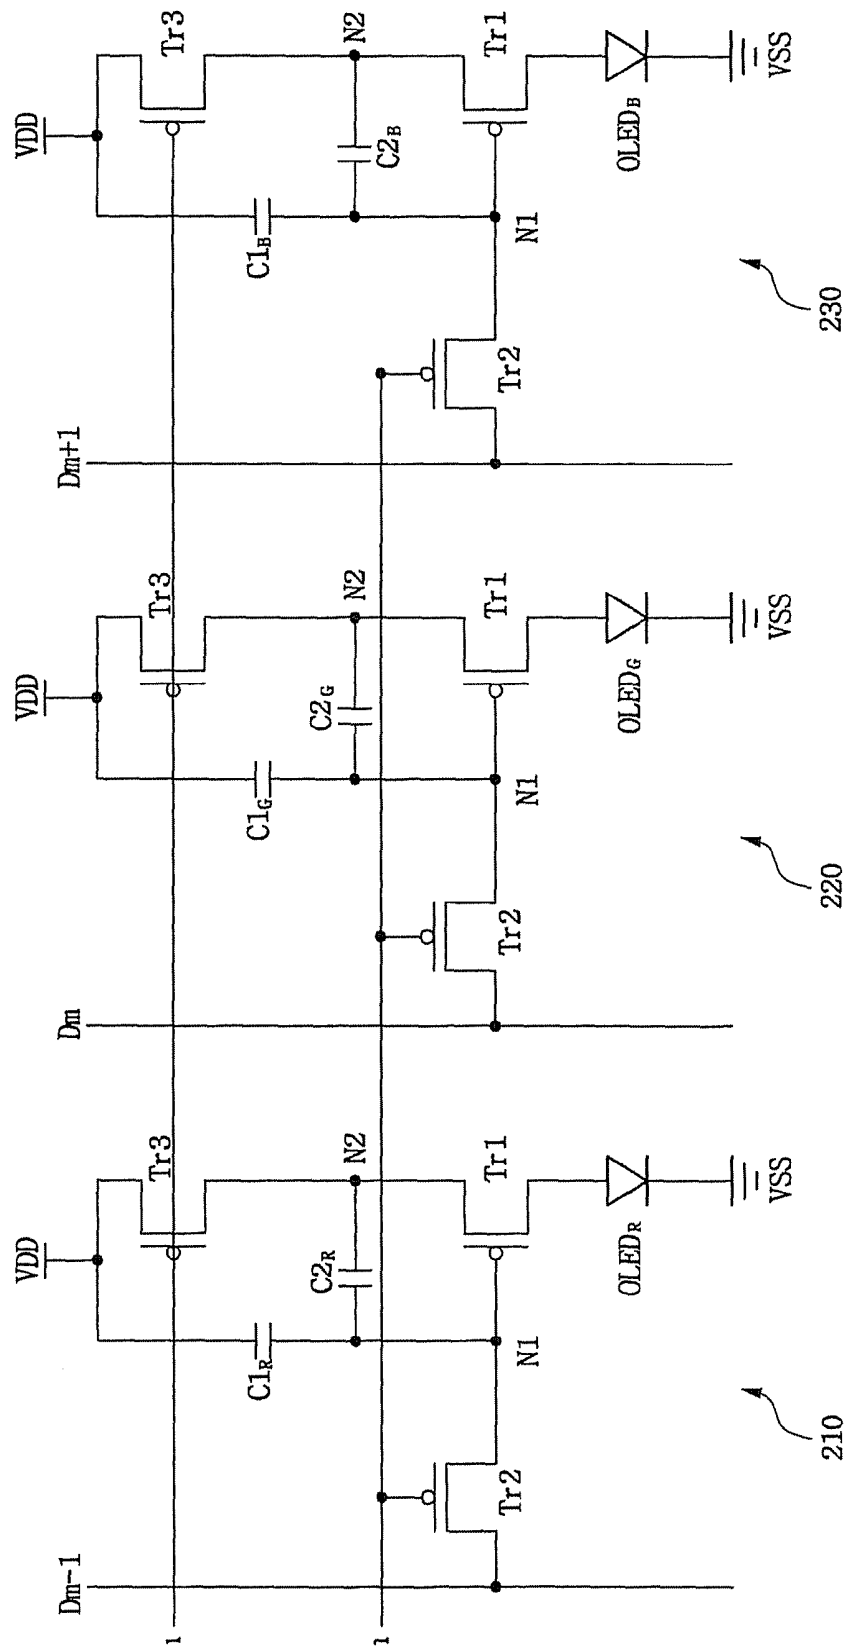 VDD
VDD
VDD
Dm-1
Dm
Dm+1
Tr3
Tr3
Tr3
C1R
C1G
C1B
C2R
C2G
C2B
N2
N2
N2
Tr2
Tr1
Tr2
Tr1
Tr2
Tr1
N1
N1
N1
OLEDR
OLEDG
OLEDB
VSS
VSS
VSS
210
220
230